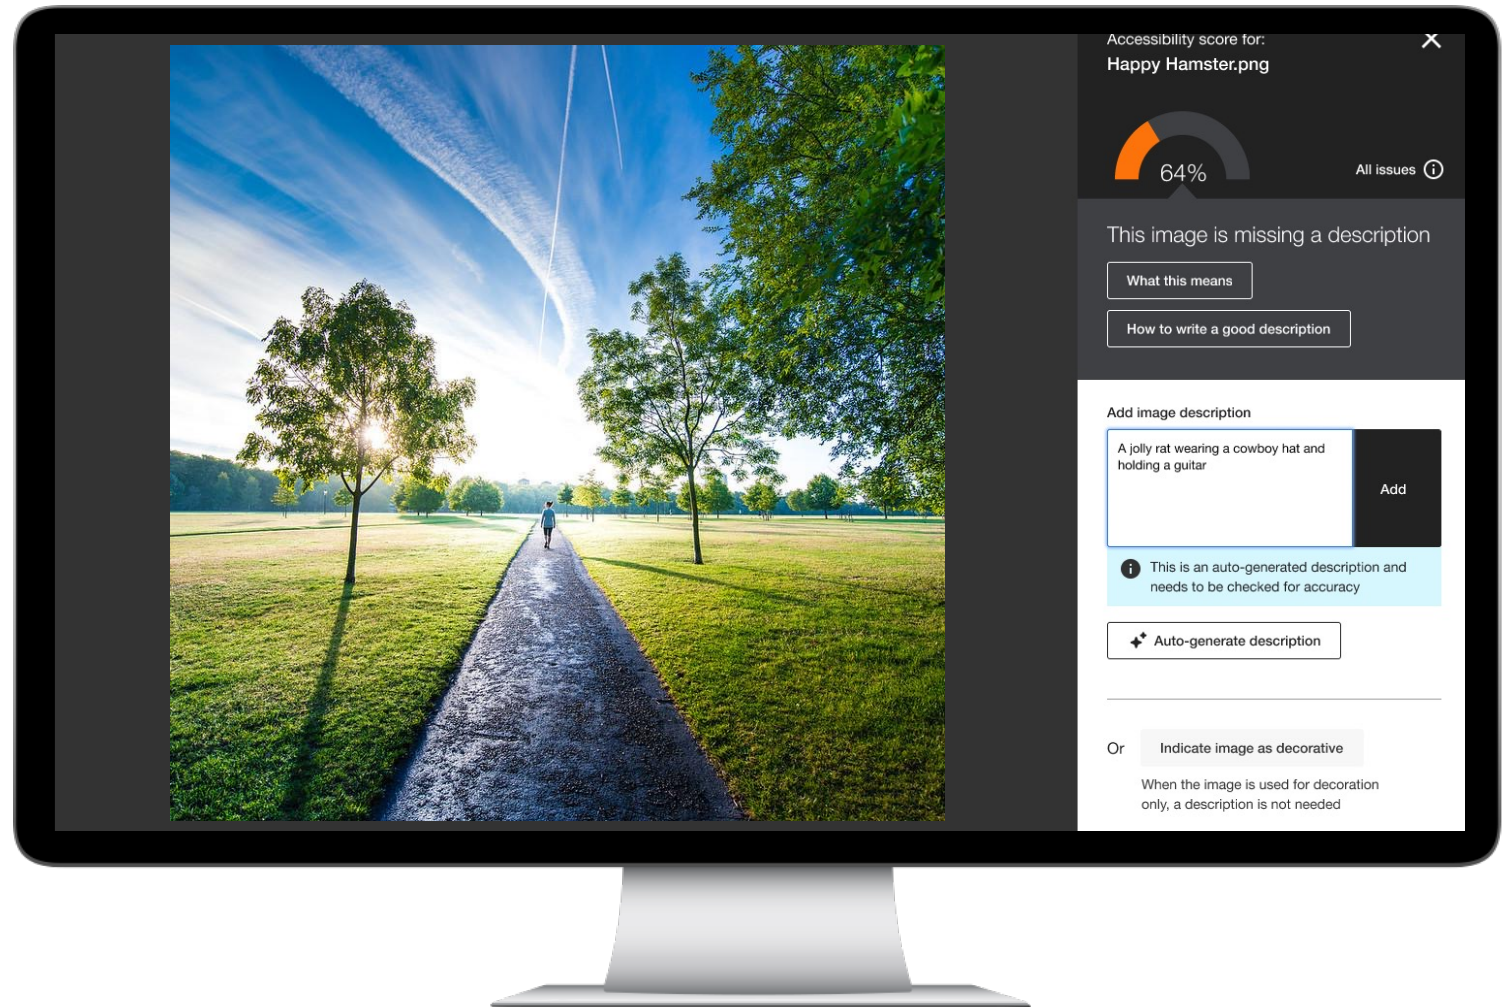 Accessibility score for:
Happy Hamster.png
64%
All issues
This image is missing a description
What this means
How to write a good description
Add image description
A jolly rat wearing a cowboy hat and
holding a guitar
Add
This is an auto-generated description and
needs to be checked for accuracy
Auto-generate description
Or
Indicate image as decorative
When the image is used for decoration
only, a description is not needed